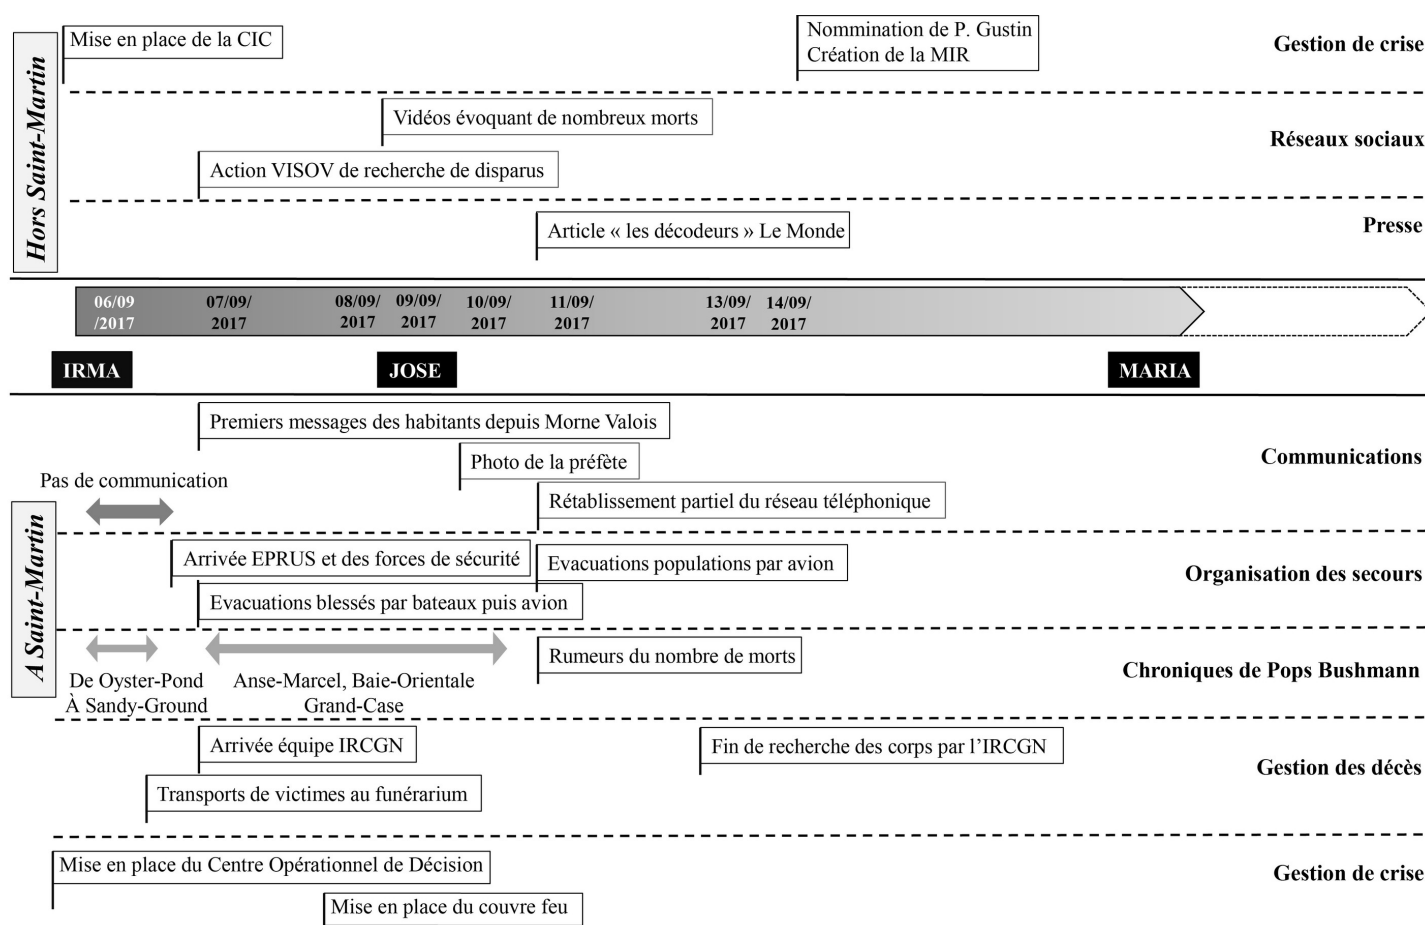 Hors Saint-Martin
Mise en place de la CIC
Nommination de P. Gustin
Création de la MIR
Gestion de crise
Vidéos évoquant de nombreux morts
Action VISOV de recherche de disparus
Réseaux sociaux
Article « les décodeurs » Le Monde
Presse
06/09
/2017
07/09/
2017
08/09/
2017
09/09/
2017
10/09/
2017
11/09/
2017
13/09/
2017
14/09/
2017
IRMA
JOSE
MARIA
A Saint-Martin
Premiers messages des habitants depuis Morne Valois
Photo de la préfète
Communications
Pas de communication
Rétablissement partiel du réseau téléphonique
Arrivée EPRUS et des forces de sécurité
Evacuations populations par avion
Organisation des secours
Evacuations blessés par bateaux puis avion
Rumeurs du nombre de morts
Chroniques de Pops Bushmann
De Oyster-Pond
À Sandy-Ground
Anse-Marcel, Baie-Orientale
Grand-Case
Arrivée équipe IRCGN
Fin de recherche des corps par l’IRCGN
Gestion des décès
Transports de victimes au funérarium
Mise en place du Centre Opérationnel de Décision
Gestion de crise
Mise en place du couvre feu